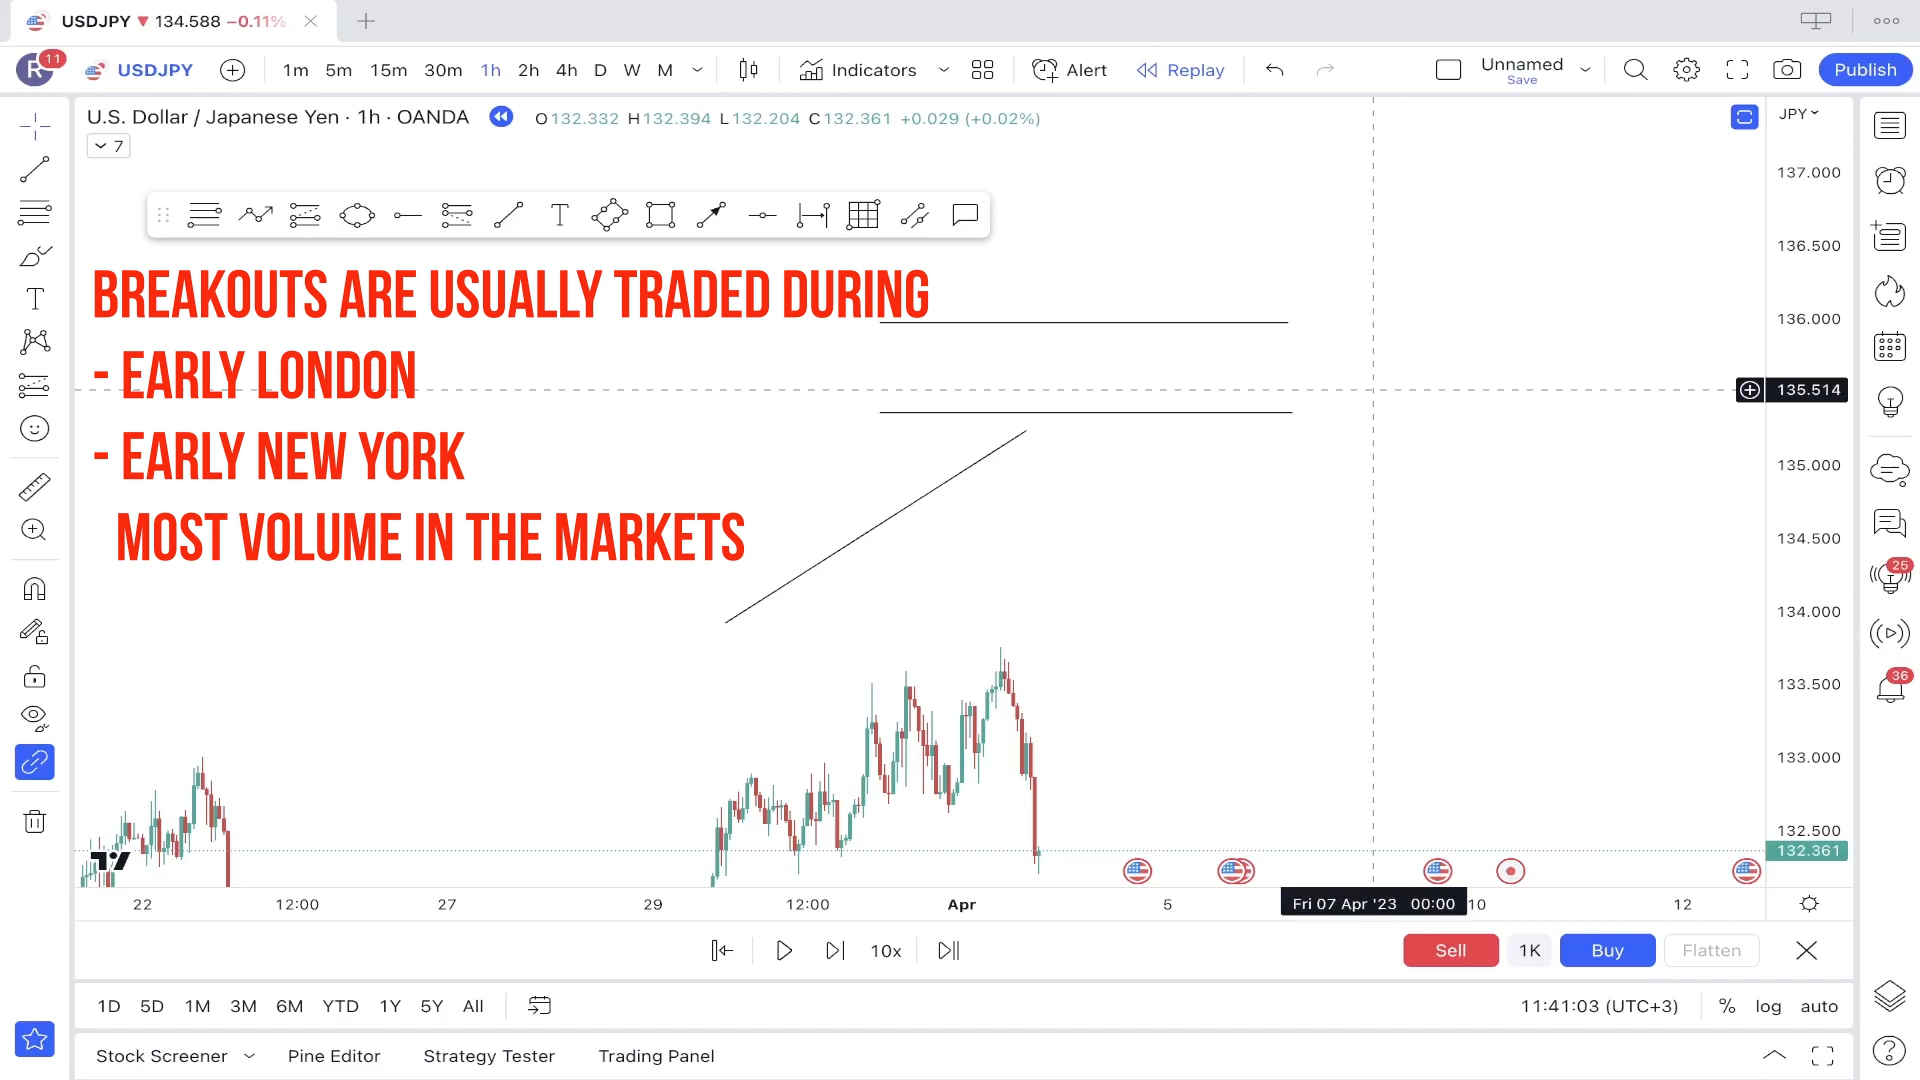 USDJPY ▼ 134.588 −0.11%
R 11 USDJPY 1m 5m 15m 30m 1h 2h 4h D W M Indicators Alert Replay Unnamed Save Publish
U.S. Dollar / Japanese Yen · 1h · OANDA O132.332 H132.394 L132.204 C132.361 +0.029 (+0.02%) JPY
7
137.000
136.500
BREAKOUTS ARE USUALLY TRADED DURING
136.000
- EARLY LONDON
135.514
- EARLY NEW YORK
135.000
MOST VOLUME IN THE MARKETS
134.500
25
134.000
133.500
36
133.000
132.500
132.361
22 12:00 27 29 12:00 Apr 5 Fri 07 Apr '23 00:00 10 12
10x Sell 1K Buy Flatten
1D 5D 1M 3M 6M YTD 1Y 5Y All 11:41:03 (UTC+3) % log auto
Stock Screener Pine Editor Strategy Tester Trading Panel